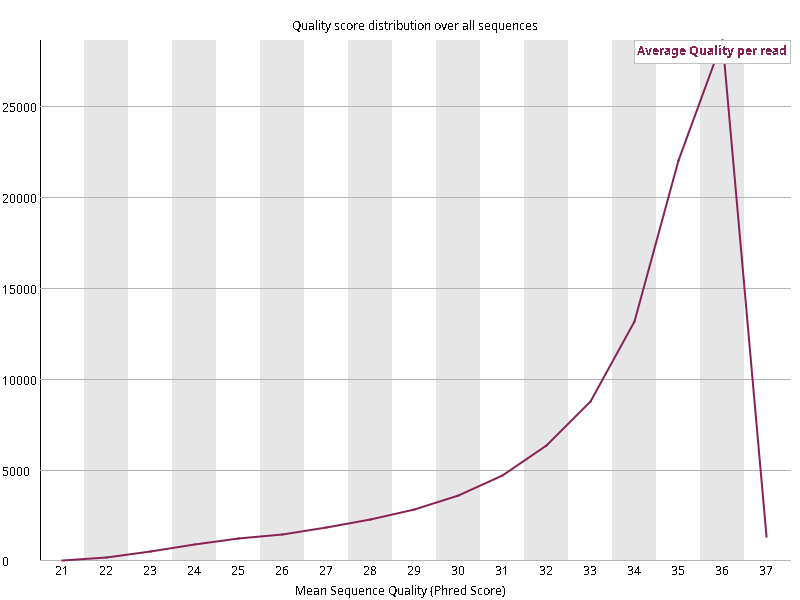 Quality score distribution over all sequences
Average Quality per read
25000
20000
15000
10000
5000
0
21 22 23 24 25 26 27 28 29 30 31 32 33 34 35 36 37
Mean Sequence Quality (Phred Score)